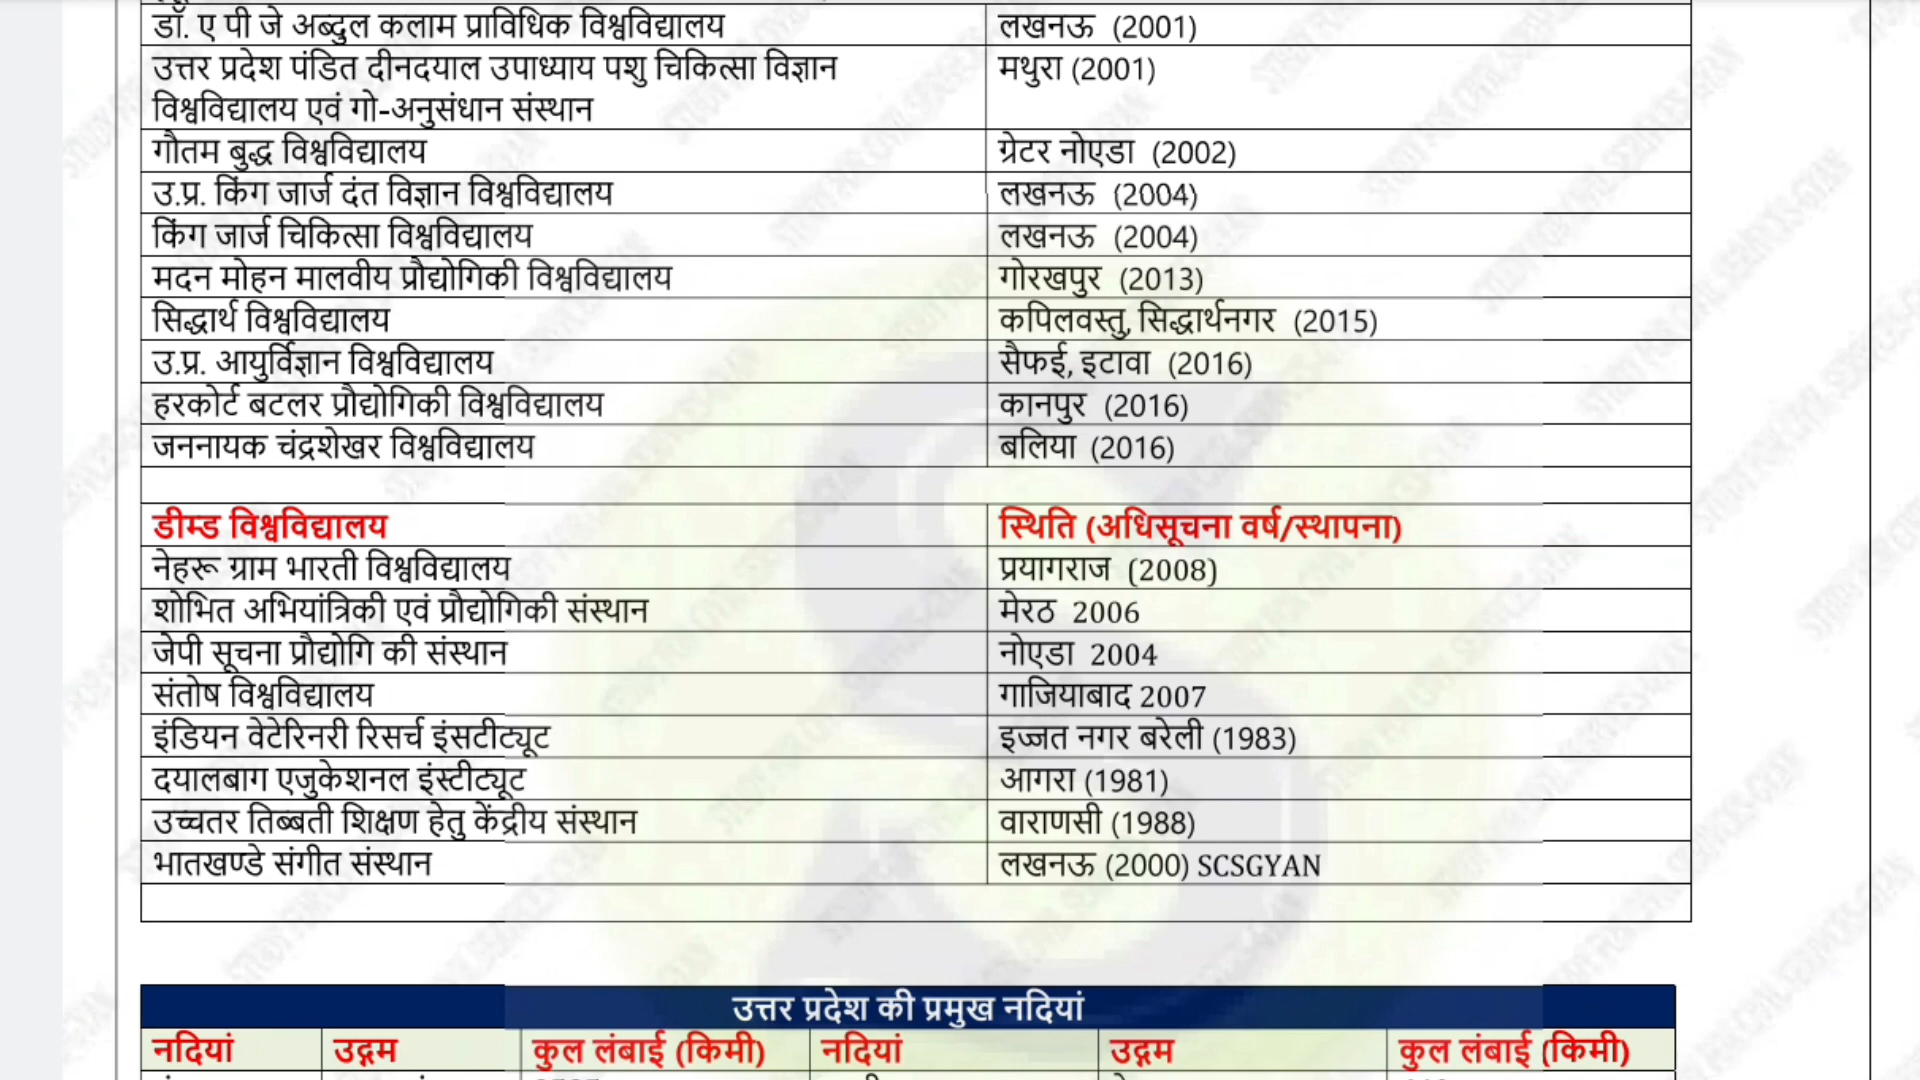 डॉ. ए पी जे अब्दुल कलाम प्राविधिक विश्वविद्यालय लखनऊ (2001)
उत्तर प्रदेश पंडित दीनदयाल उपाध्याय पशु चिकित्सा विज्ञान मथुरा (2001)
विश्वविद्यालय एवं गो-अनुसंधान संस्थान
गौतम बुद्ध विश्वविद्यालय ग्रेटर नोएडा (2002)
उ.प्र. किंग जार्ज दंत विज्ञान विश्वविद्यालय लखनऊ (2004)
किंग जार्ज चिकित्सा विश्वविद्यालय लखनऊ (2004)
मदन मोहन मालवीय प्रौद्योगिकी विश्वविद्यालय गोरखपुर (2013)
सिद्धार्थ विश्वविद्यालय कपिलवस्तु, सिद्धार्थनगर (2015)
उ.प्र. आयुर्विज्ञान विश्वविद्यालय सैफई, इटावा (2016)
हरकोर्ट बटलर प्रौद्योगिकी विश्वविद्यालय कानपुर (2016)
जननायक चंद्रशेखर विश्वविद्यालय बलिया (2016)
डीम्ड विश्वविद्यालय स्थिति (अधिसूचना वर्ष/स्थापना)
नेहरू ग्राम भारती विश्वविद्यालय प्रयागराज (2008)
शोभित अभियांत्रिकी एवं प्रौद्योगिकी संस्थान मेरठ 2006
जेपी सूचना प्रौद्योगि की संस्थान नोएडा 2004
संतोष विश्वविद्यालय गाजियाबाद 2007
इंडियन वेटेरिनरी रिसर्च इंसटीट्यूट इज्जत नगर बरेली (1983)
दयालबाग एजुकेशनल इंस्टीट्यूट आगरा (1981)
उच्चतर तिब्बती शिक्षण हेतु केंद्रीय संस्थान वाराणसी (1988)
भातखण्डे संगीत संस्थान लखनऊ (2000) SCSGYAN
उत्तर प्रदेश की प्रमुख नदियां
नदियां उद्गम कुल लंबाई (किमी) नदियां उद्गम कुल लंबाई (किमी)